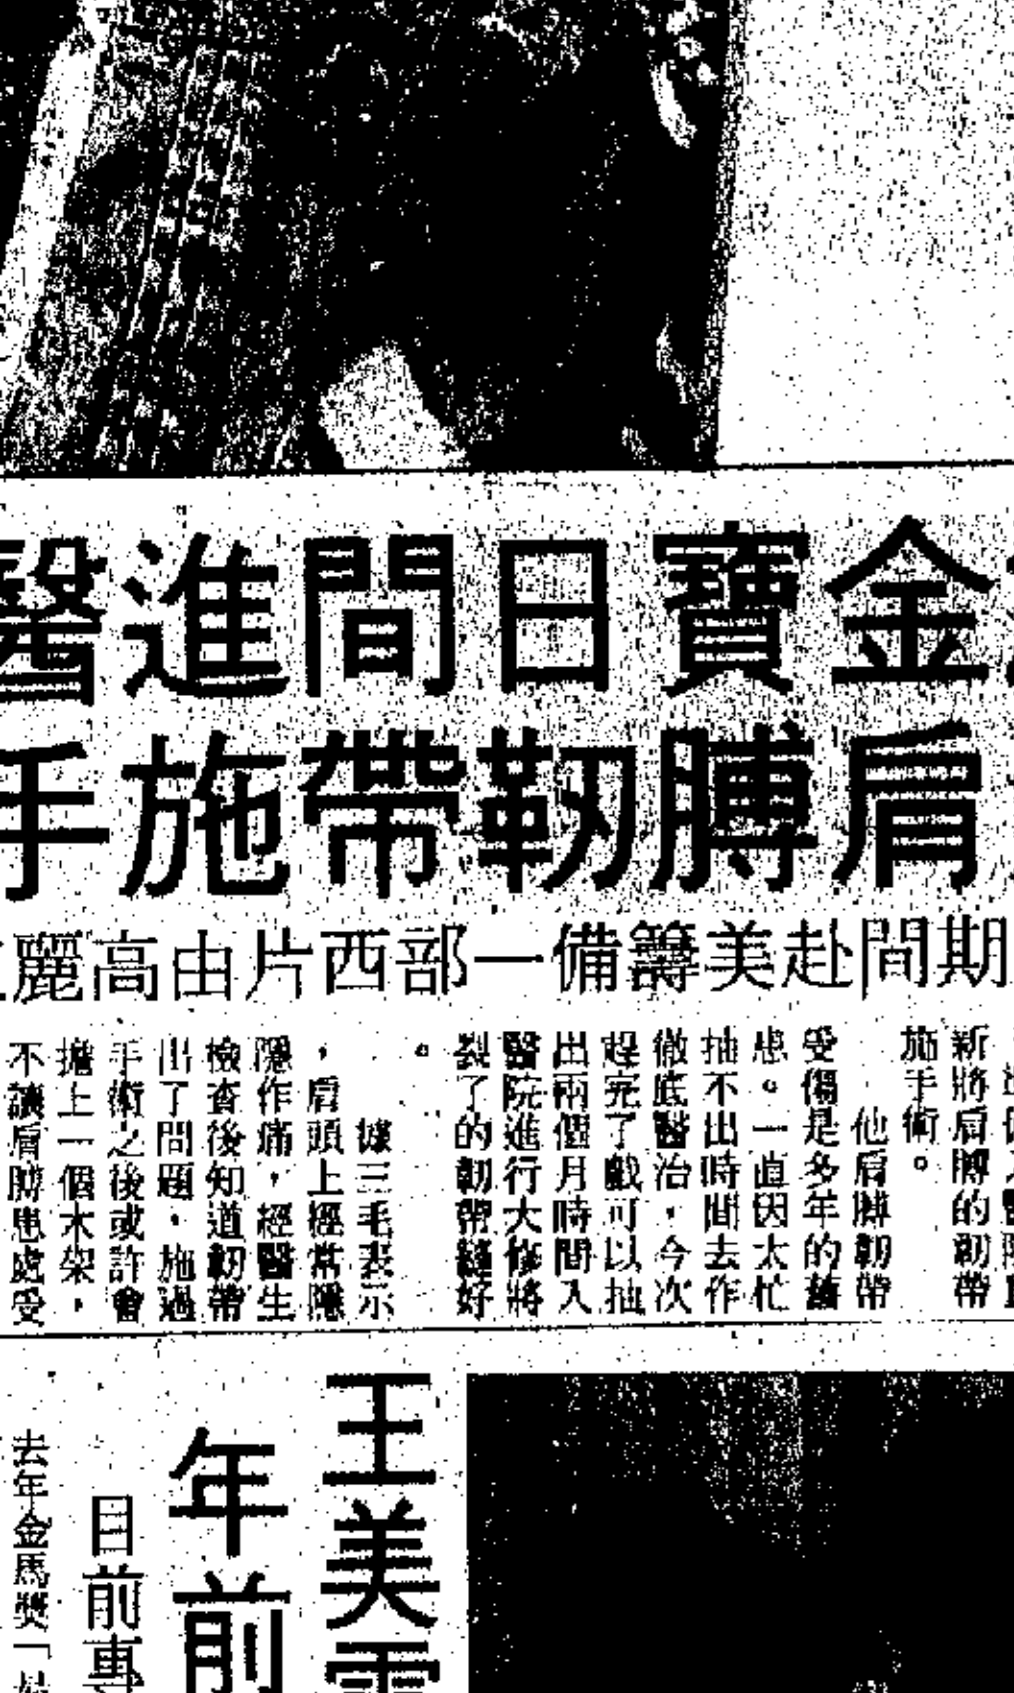 金寶日間進醫
肩膊韌帶施手
期間赴美籌備一部西片由高麗
新將肩膊的韌帶
施手術。
他肩膊韌帶
受傷是多年的舊
患。一直因太忙
抽不出時間去作
徹底醫治，今次
趕完了戲可以抽
出兩個月時間入
醫院進行大修將
裂了的韌帶縫好
。
據三毛表示
，肩頭上經常隱
隱作痛，經醫生
檢查後知道韌帶
出了問題，施過
手術之後或許會
擔上一個木架，
不讓肩膊患處受
王美
年前
目前專
去年金馬獎「